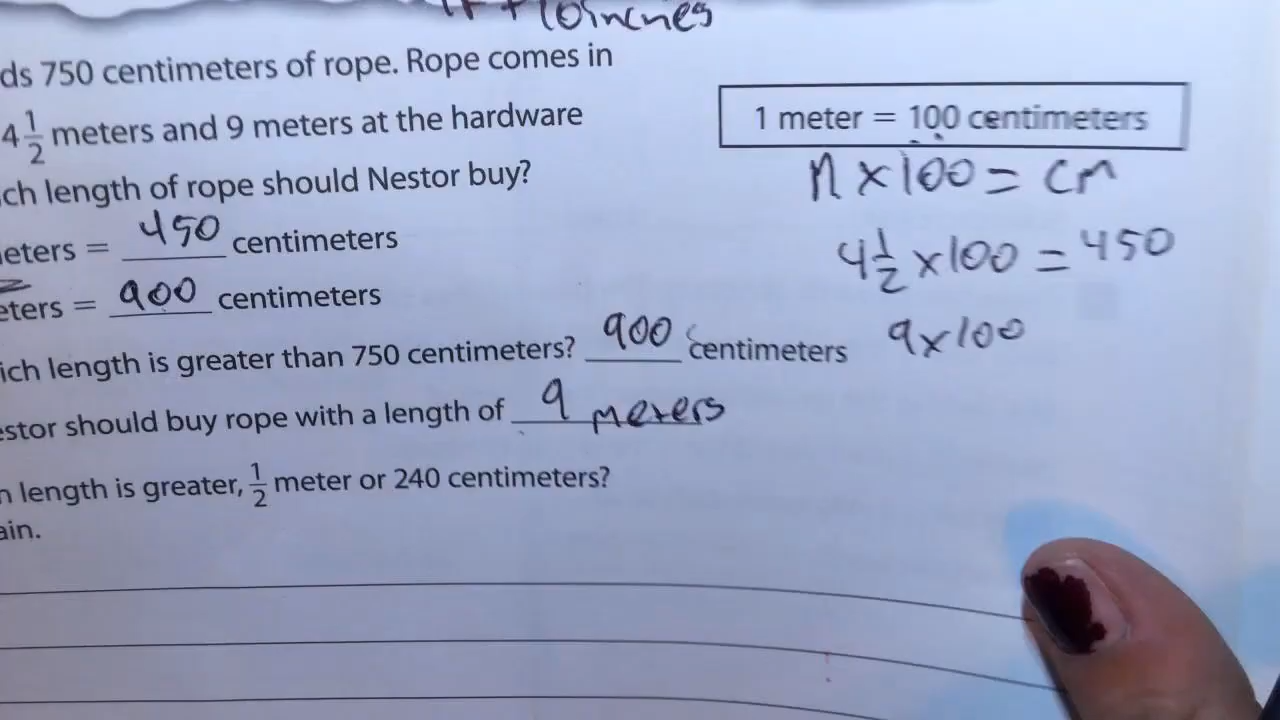 10 inches
ds 750 centimeters of rope. Rope comes in
4 1/2 meters and 9 meters at the hardware
ch length of rope should Nestor buy?
eters = 450 centimeters
eters = 900 centimeters
ich length is greater than 750 centimeters? 900 centimeters
estor should buy rope with a length of 9 meters
n length is greater, 1/2 meter or 240 centimeters?
ain.
1 meter = 100 centimeters
n x 100 = cm
4 1/2 x 100 = 450
9 x 100